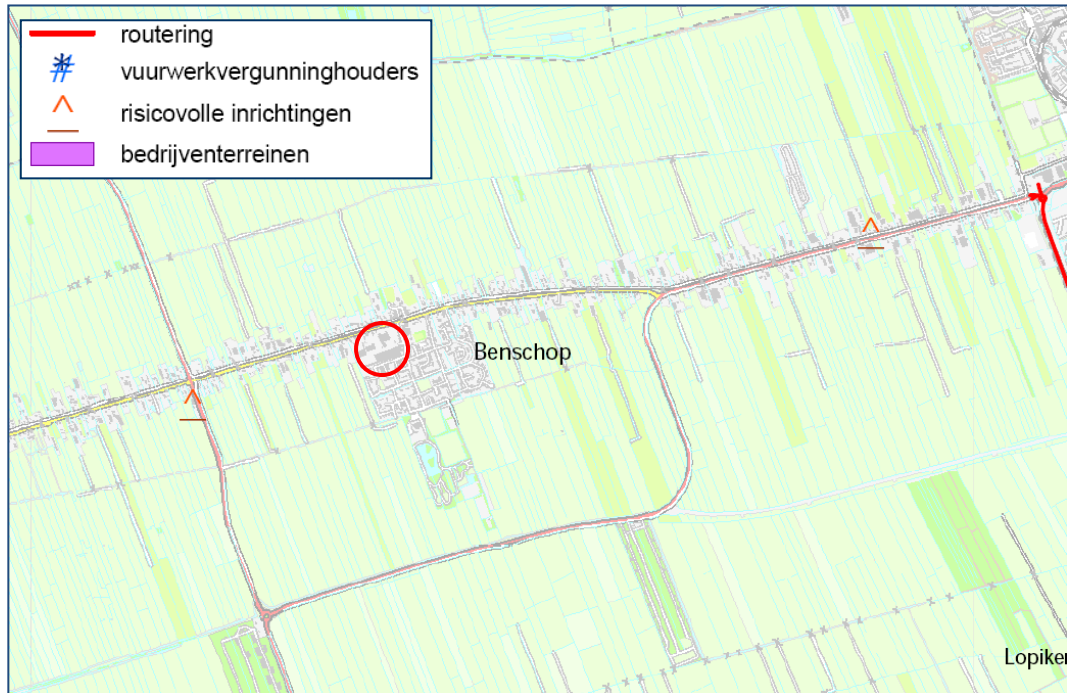 routering
vuurwerkvergunninghouders
risicovolle inrichtingen
bedrijventerreinen
Benschop
Lopiker